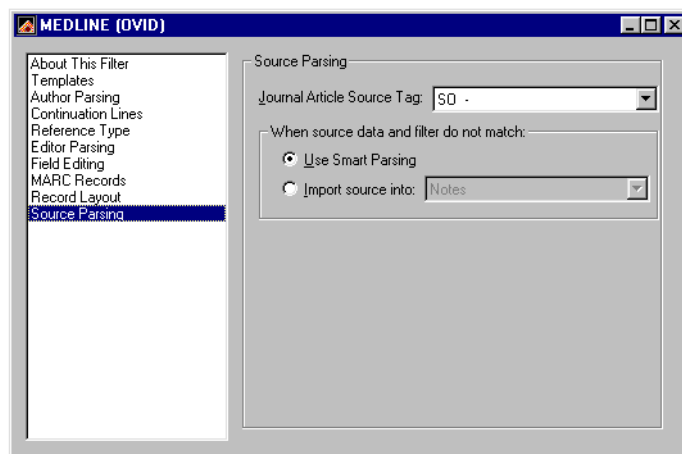 MEDLINE (OVID)
About This Filter
Templates
Author Parsing
Continuation Lines
Reference Type
Editor Parsing
Field Editing
MARC Records
Record Layout
Source Parsing
Source Parsing
Journal Article Source Tag: SO -
When source data and filter do not match:
Use Smart Parsing
Import source into: Notes